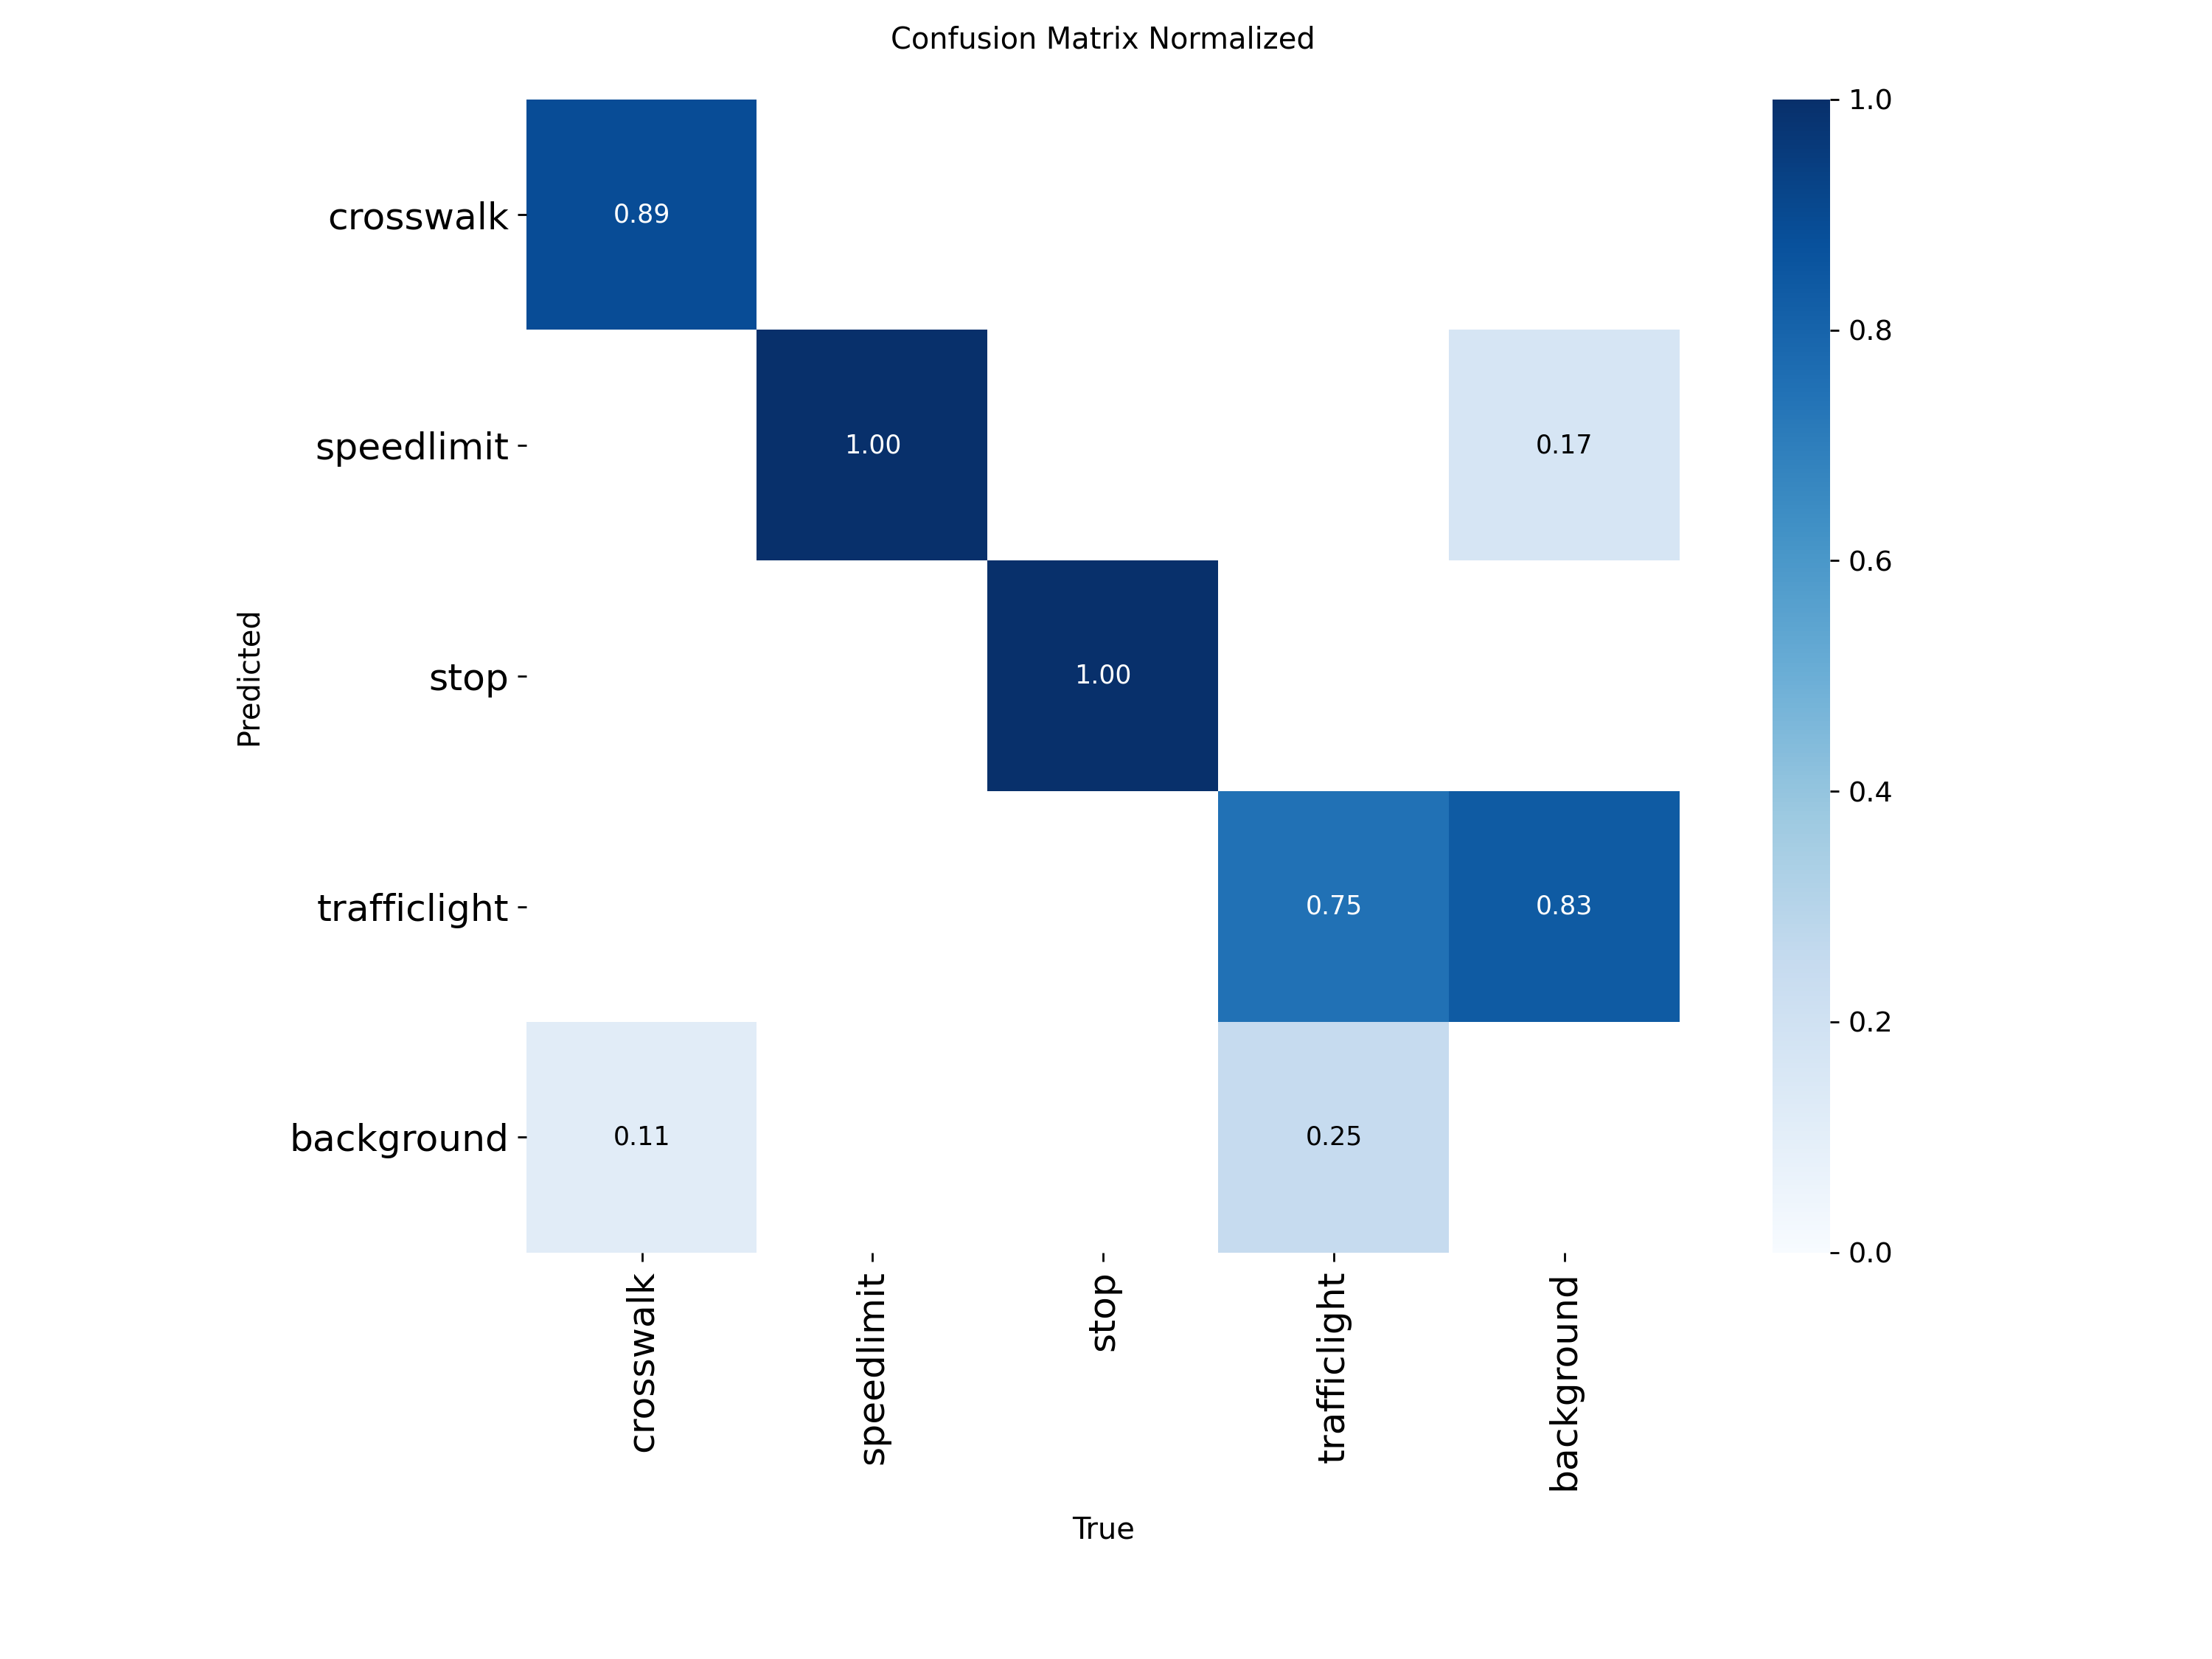 Confusion Matrix Normalized
1.0
crosswalk
0.89
0.8
speedlimit
1.00
0.17
0.6
Predicted
stop
1.00
0.4
trafficlight
0.75
0.83
0.2
background
0.11
0.25
0.0
crosswalk
speedlimit
stop
trafficlight
background
True